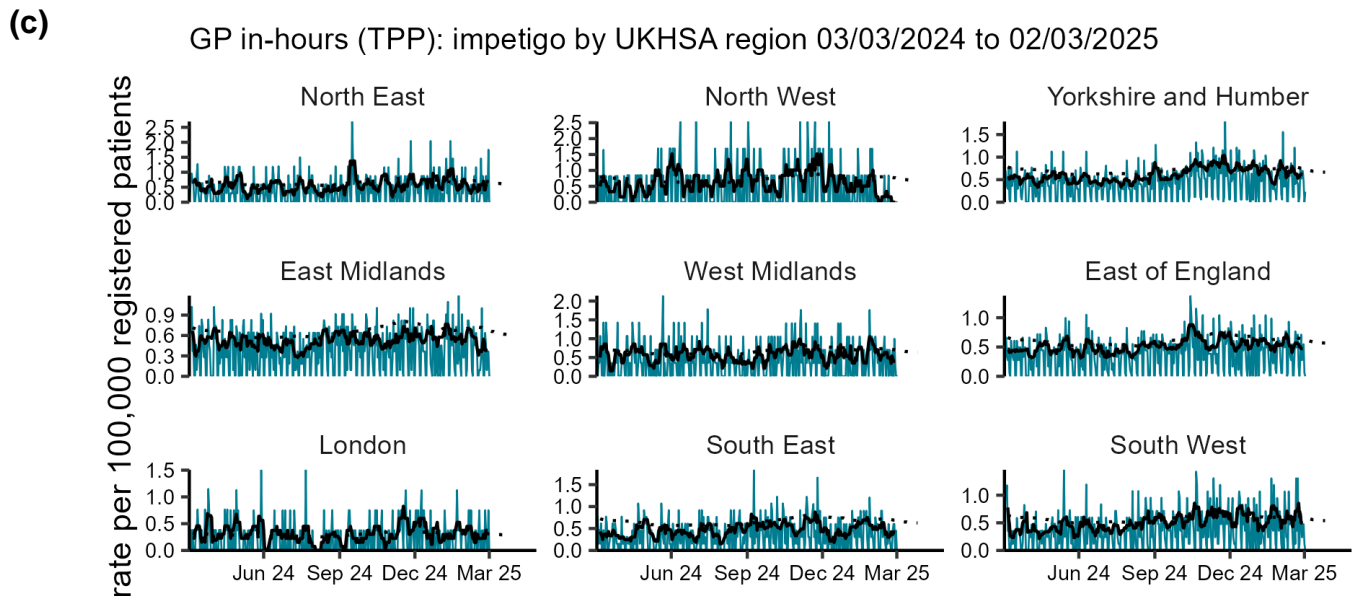 (c)
GP in-hours (TPP): impetigo by UKHSA region 03/03/2024 to 02/03/2025
rate per 100,000 registered patients
North East
2.5
2.0
1.5
1.0
0.5
0.0
North West
2.5
2.0
1.5
1.0
0.5
0.0
Yorkshire and Humber
1.5
1.0
0.5
0.0
East Midlands
0.9
0.6
0.3
0.0
West Midlands
2.0
1.5
1.0
0.5
0.0
East of England
1.0
0.5
0.0
London
1.5
1.0
0.5
0.0
Jun 24 Sep 24 Dec 24 Mar 25
South East
1.5
1.0
0.5
0.0
Jun 24 Sep 24 Dec 24 Mar 25
South West
1.0
0.5
0.0
Jun 24 Sep 24 Dec 24 Mar 25